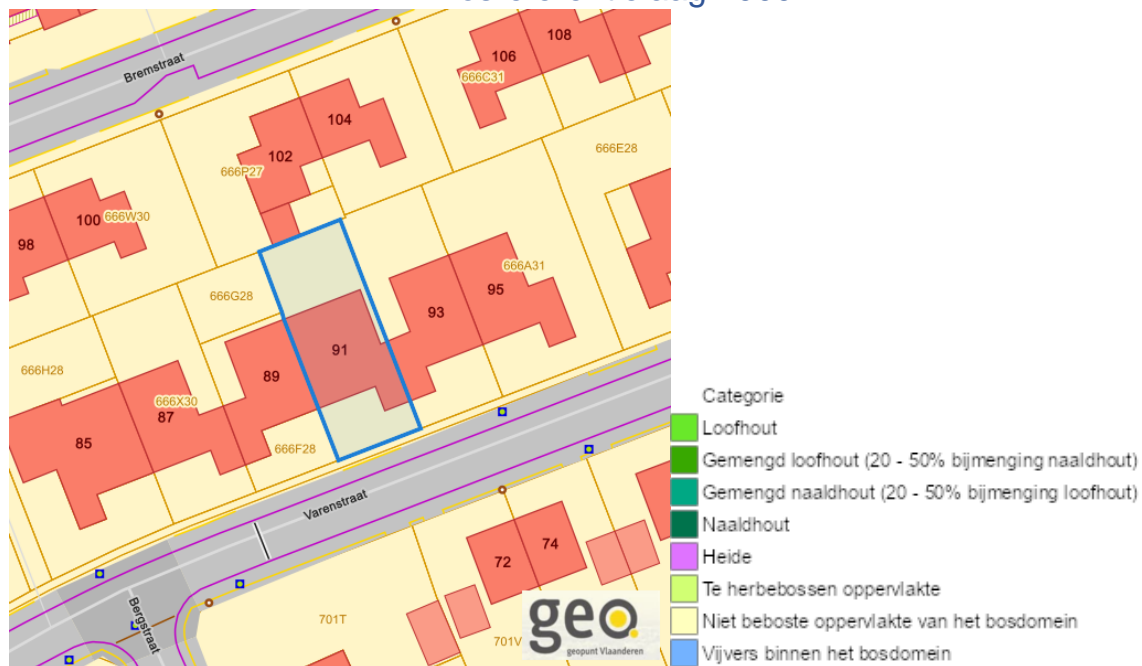 Bremstraat
106
108
666C31
104
102
666P27
666E28
100
666W30
98
666A31
95
666G28
93
91
89
666H28
666X30
87
85
666F28
Varenstraat
72
74
Bergstraat
701T
701V
geo.
geopunt Vlaanderen
Categorie
Loofhout
Gemengd loofhout (20 - 50% bijmenging naaldhout)
Gemengd naaldhout (20 - 50% bijmenging loofhout)
Naaldhout
Heide
Te herbebossen oppervlakte
Niet beboste oppervlakte van het bosdomein
Vijvers binnen het bosdomein